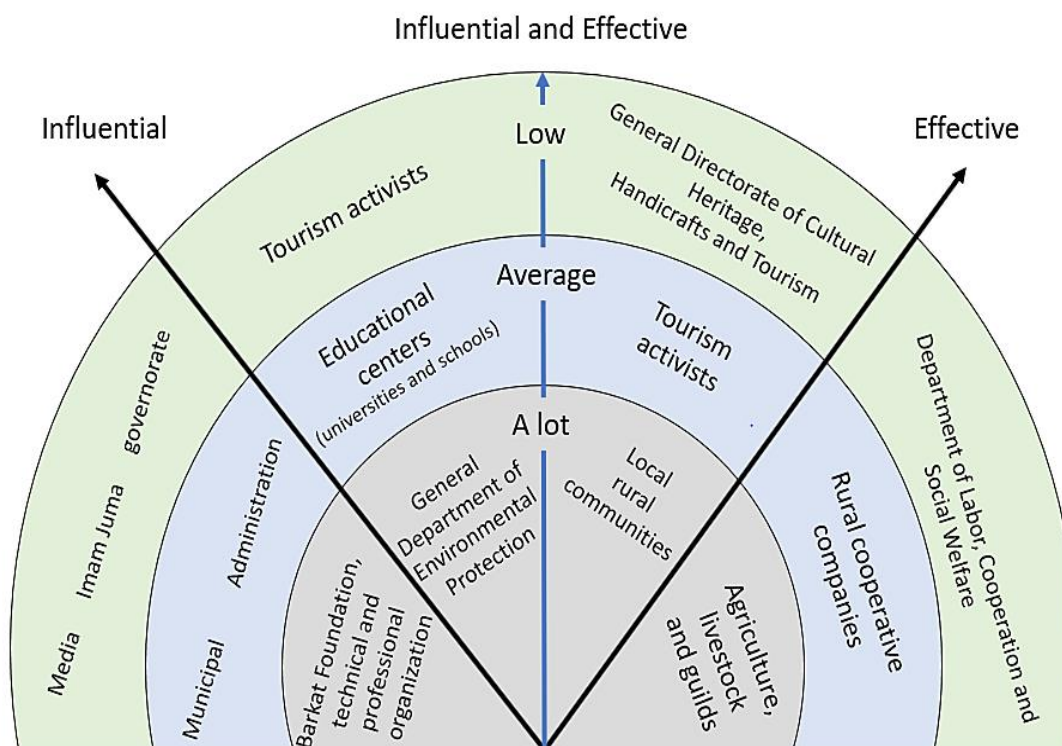 Influential and Effective
Influential
Effective
Low
Tourism activists
General Directorate of Cultural
Heritage,
Handicrafts and Tourism
Average
Educational
centers
(universities and schools)
Tourism
activists
A lot
General
Department of
Environmental
Protection
Local
rural
communities
governorate
Imam Juma
Media
Administration
Municipal
Barkat Foundation,
technical and
professional
organization
Agriculture,
livestock
and guilds
Rural cooperative
companies
Department of Labor, Cooperation and
Social Welfare